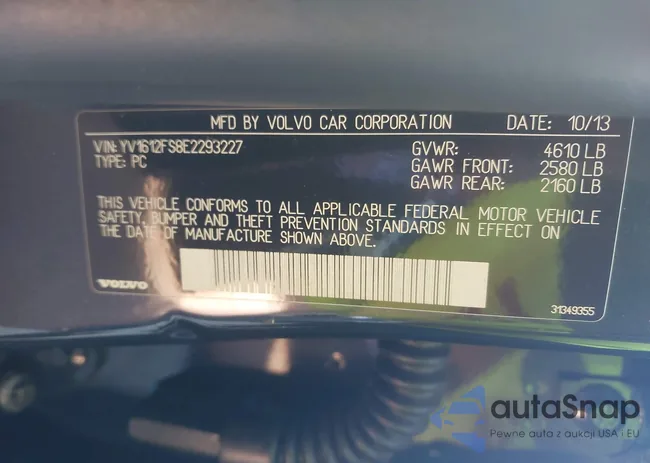 MFD BY VOLVO CAR CORPORATION DATE: 10/13
VIN: YV1612FS8E2293227 GVWR: 4610 LB
TYPE: PC GAWR FRONT: 2580 LB
GAWR REAR: 2160 LB
THIS VEHICLE CONFORMS TO ALL APPLICABLE FEDERAL MOTOR VEHICLE
SAFETY, BUMPER AND THEFT PREVENTION STANDARDS IN EFFECT ON
THE DATE OF MANUFACTURE SHOWN ABOVE.
VOLVO
31349355
autaSnap
Pewne auta z aukcji USA i EU